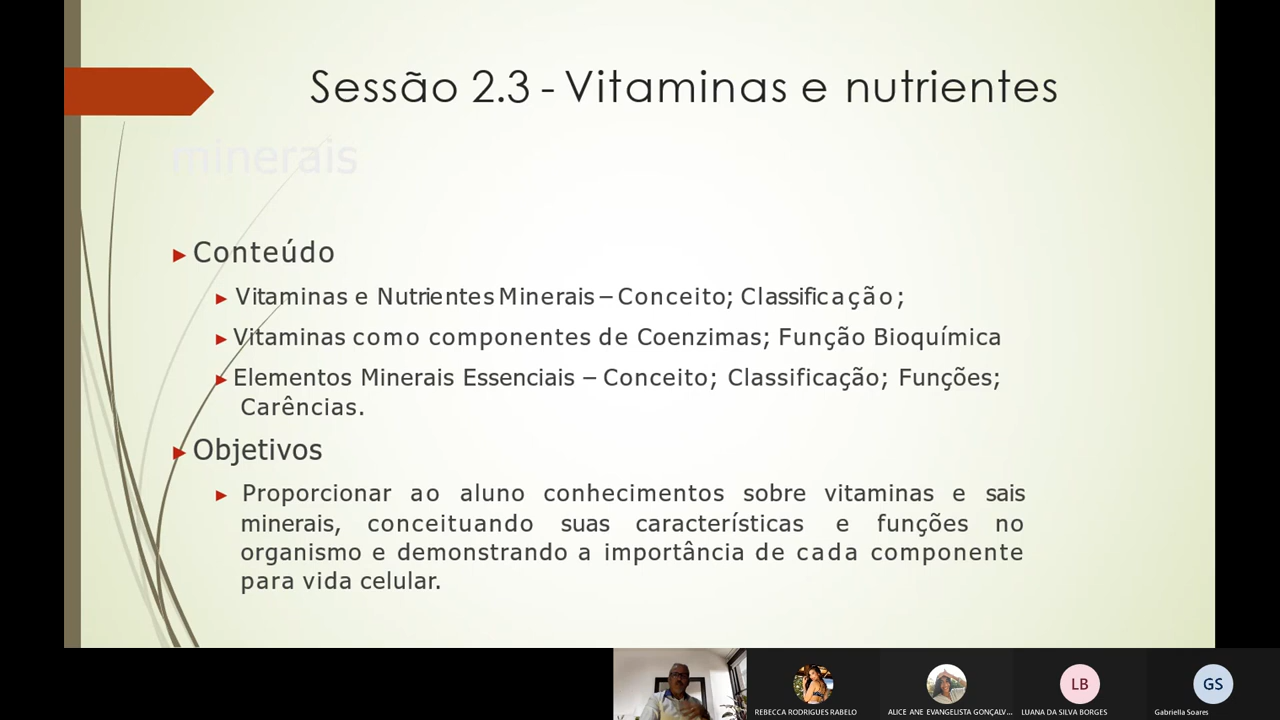 Sessão 2.3 - Vitaminas e nutrientes
minerais
Conteúdo
Vitaminas e Nutrientes Minerais – Conceito; Classificação;
Vitaminas como componentes de Coenzimas; Função Bioquímica
Elementos Minerais Essenciais – Conceito; Classificação; Funções;
Carências.
Objetivos
Proporcionar ao aluno conhecimentos sobre vitaminas e sais
minerais, conceituando suas características e funções no
organismo e demonstrando a importância de cada componente
para vida celular.
LB
GS
REBECCA RODRIGUES RABELO
ALICE ANE EVANGELISTA GONÇALV...
LUANA DA SILVA BORGES
Gabriella Soares